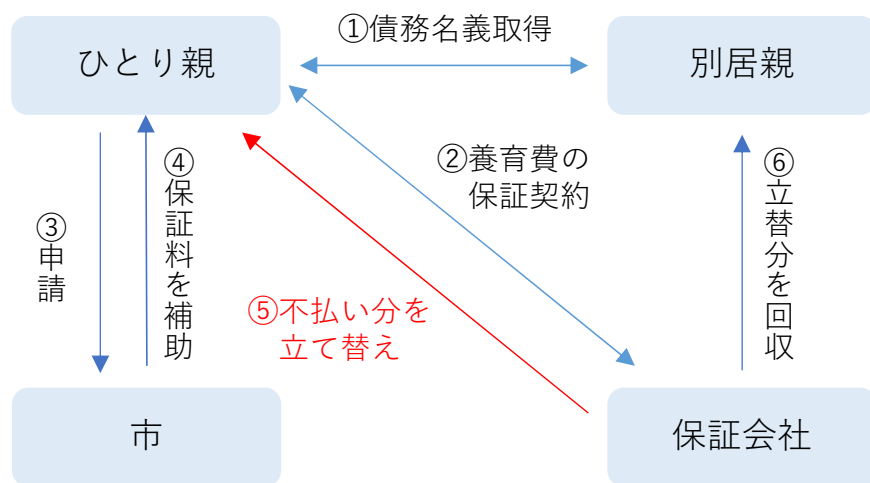 ①債務名義取得
ひとり親
別居親
②養育費の
保証契約
③申請
④保証料を補助
⑤不払い分を
立て替え
⑥立替分を回収
市
保証会社